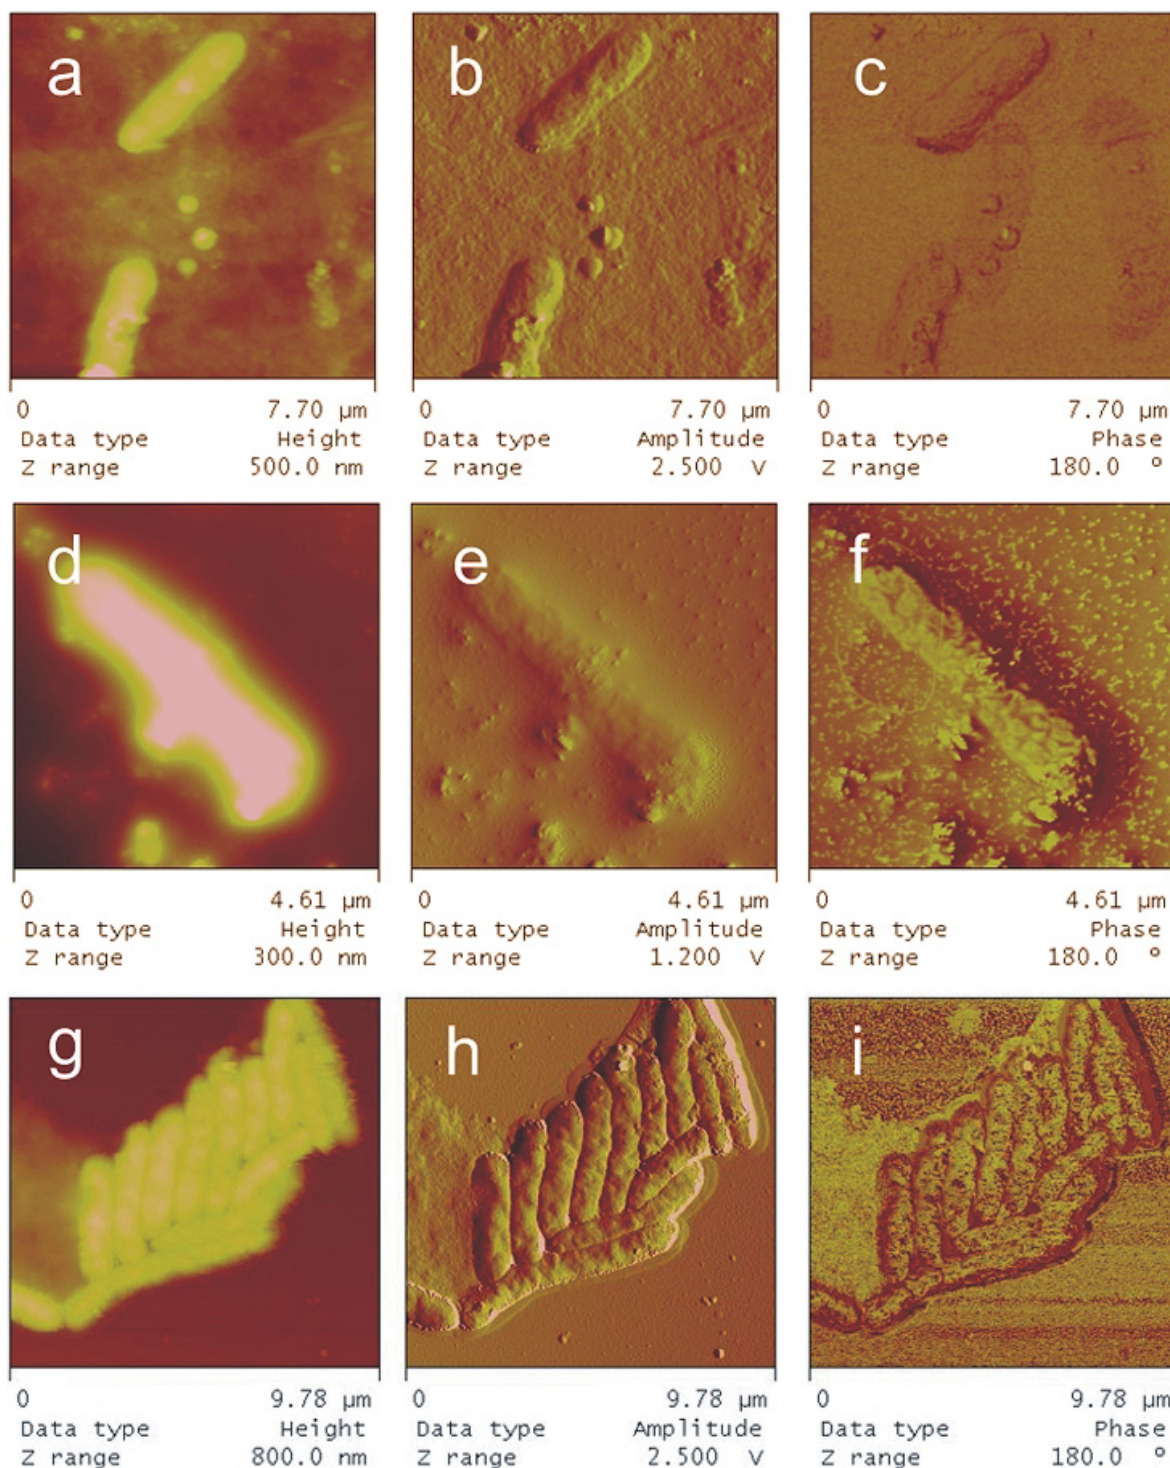 a
b
c
0 7.70 µm
Data type Height
Z range 500.0 nm
0 7.70 µm
Data type Amplitude
Z range 2.500 V
0 7.70 µm
Data type Phase
Z range 180.0 º
d
e
f
0 4.61 µm
Data type Height
Z range 300.0 nm
0 4.61 µm
Data type Amplitude
Z range 1.200 V
0 4.61 µm
Data type Phase
Z range 180.0 º
g
h
i
0 9.78 µm
Data type Height
Z range 800.0 nm
0 9.78 µm
Data type Amplitude
Z range 2.500 V
0 9.78 µm
Data type Phase
Z range 180.0 º